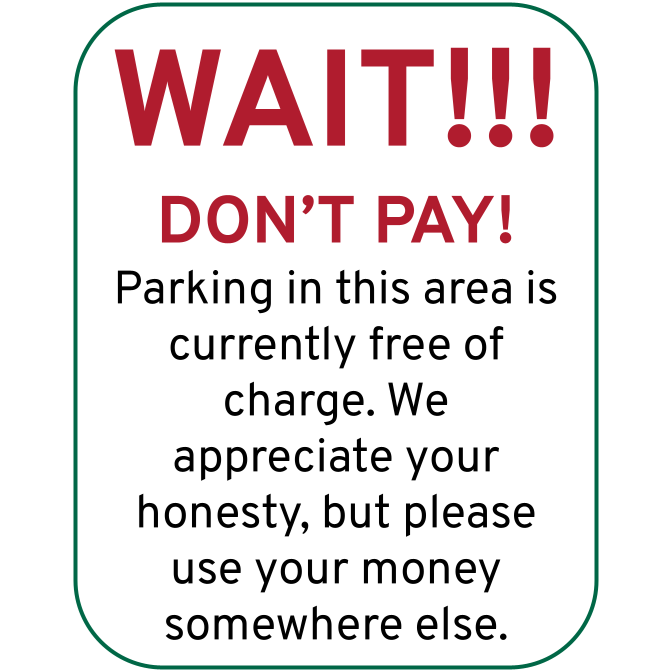 WAIT!!!
DON’T PAY!
Parking in this area is
currently free of
charge. We
appreciate your
honesty, but please
use your money
somewhere else.